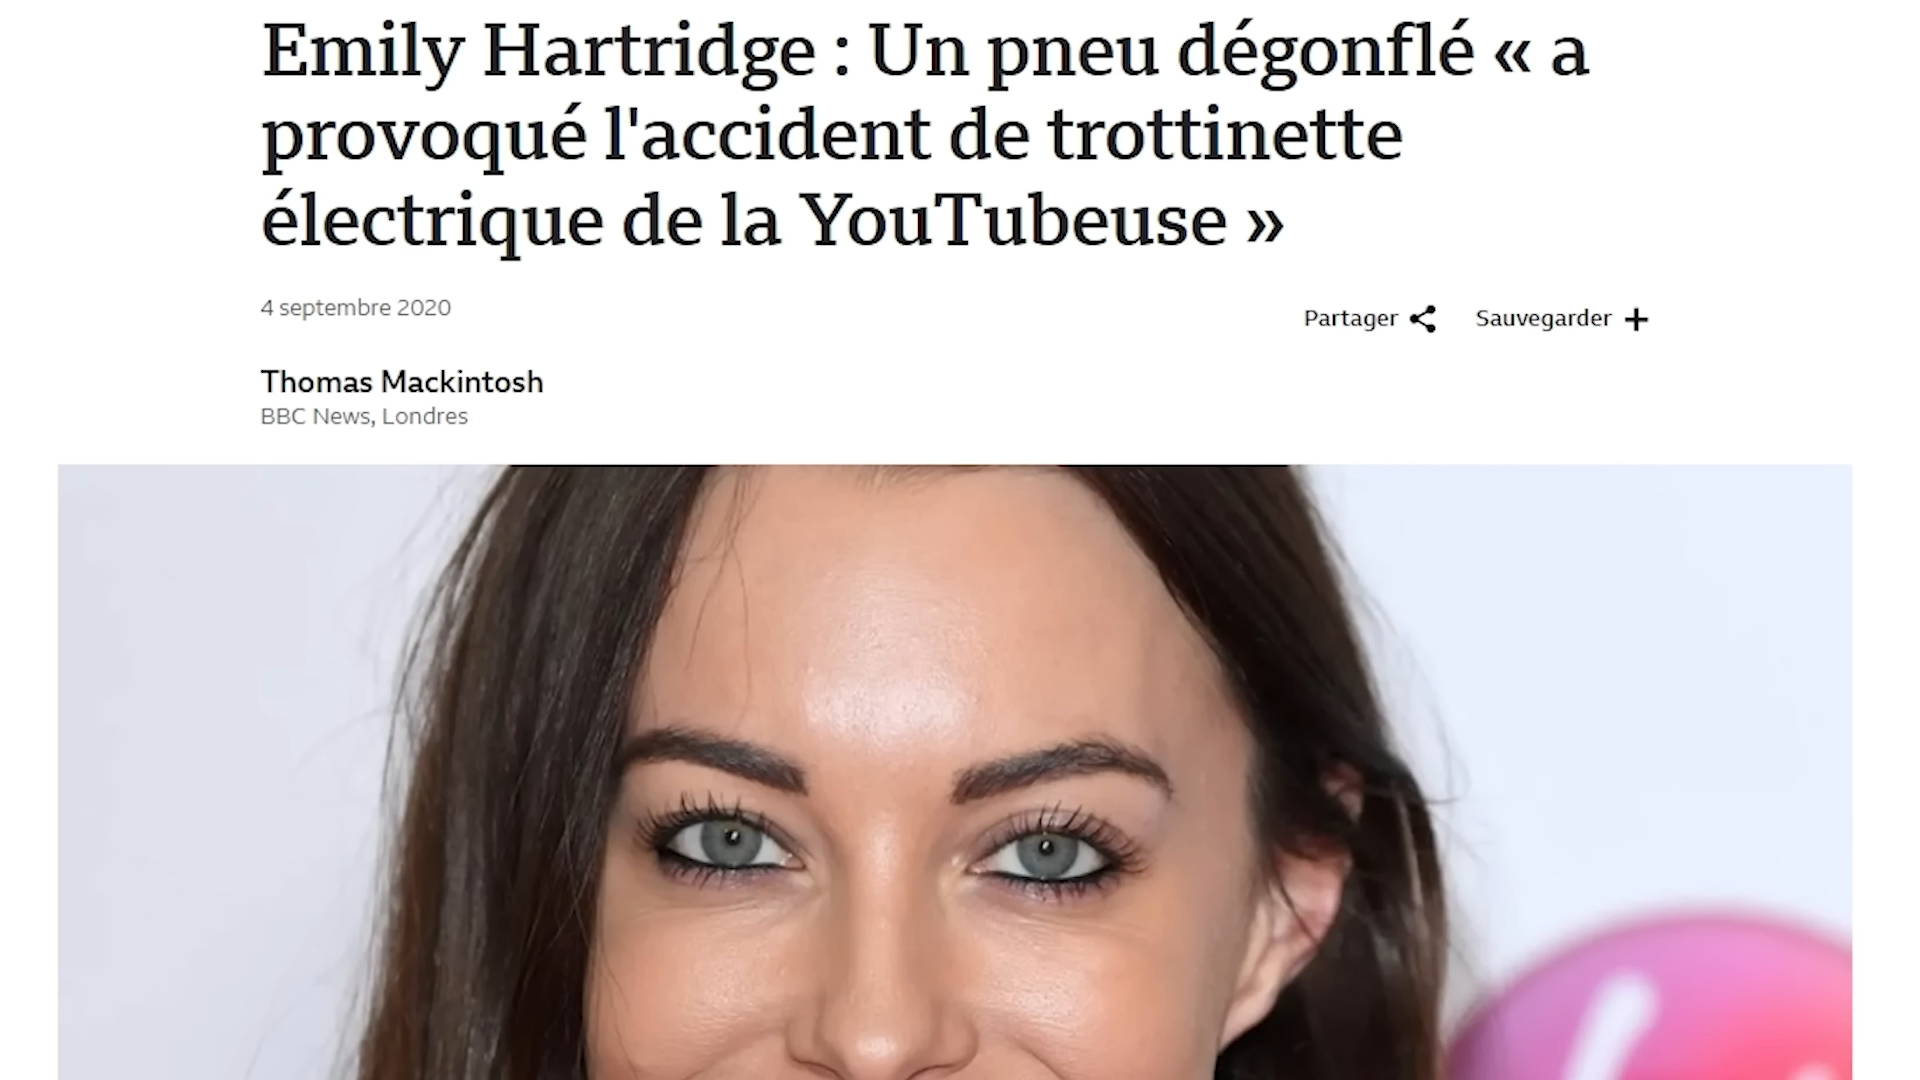 Emily Hartridge : Un pneu dégonflé « a
provoqué l'accident de trottinette
électrique de la YouTubeuse »
4 septembre 2020
Partager Sauvegarder
Thomas Mackintosh
BBC News, Londres